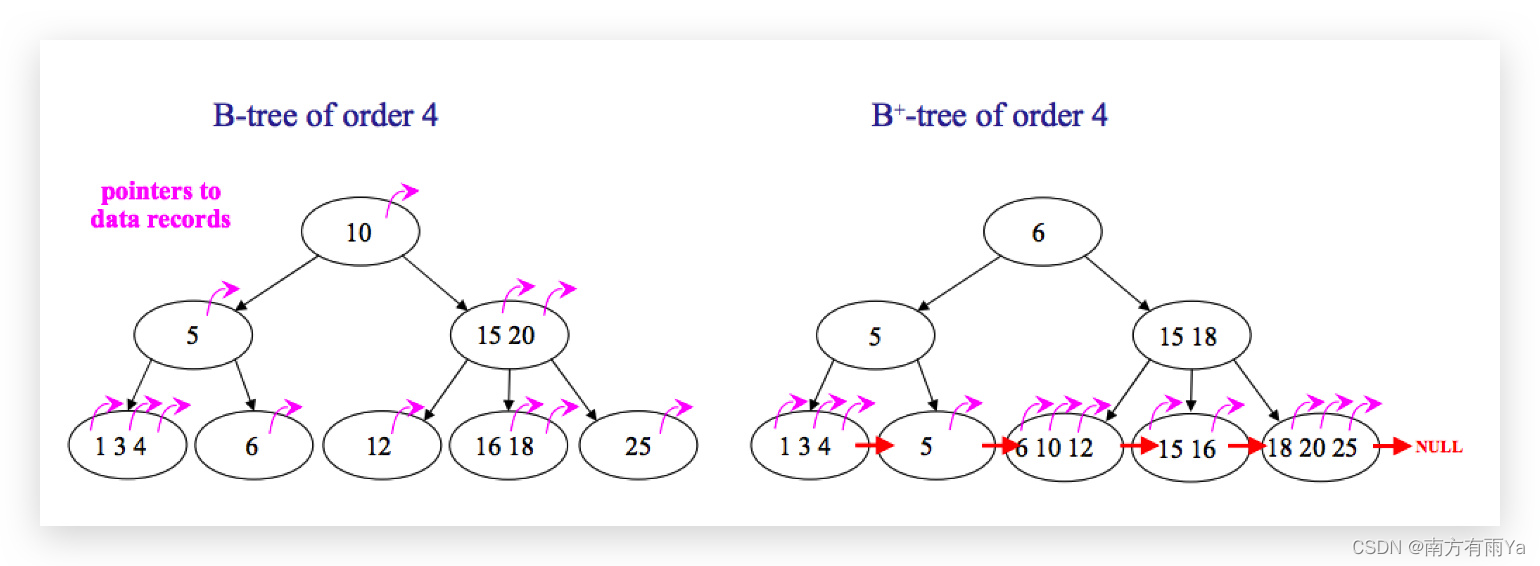 B-tree of order 4
B+-tree of order 4
pointers to
data records
10
5
15 20
1 3 4
6
12
16 18
25
6
5
15 18
1 3 4
5
6 10 12
15 16
18 20 25
NULL
CSDN @南方有雨Ya